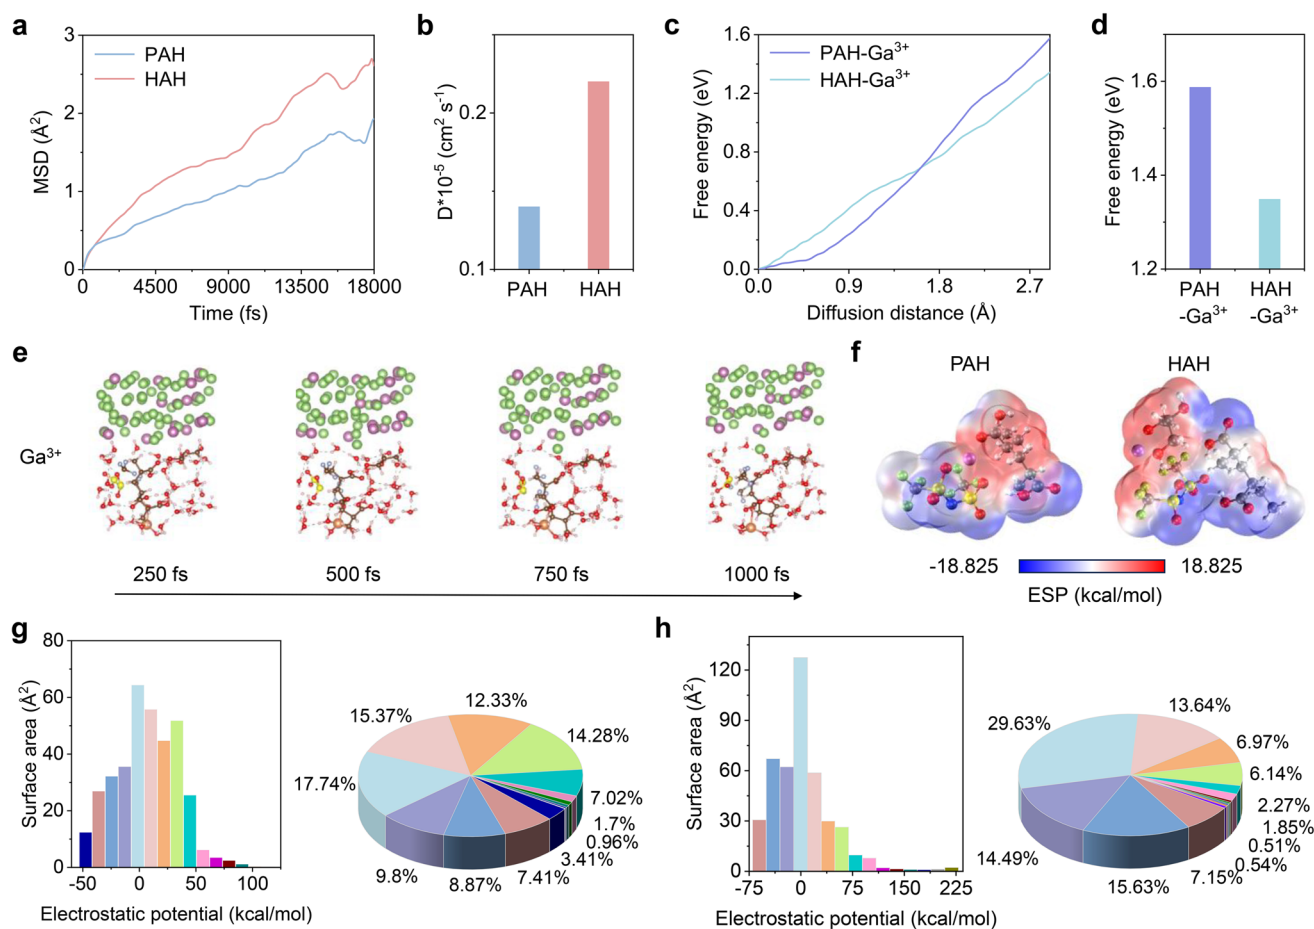 a
PAH
HAH
MSD (Å²)
3
2
1
0
0 4500 9000 13500 18000
Time (fs)
b
D*10⁻⁵ (cm² s⁻¹)
0.2
0.1
PAH HAH
c
PAH-Ga³⁺
HAH-Ga³⁺
Free energy (eV)
1.6
1.2
0.8
0.4
0.0
0.0 0.9 1.8 2.7
Diffusion distance (Å)
d
Free energy (eV)
1.6
1.4
1.2
PAH HAH
-Ga³⁺ -Ga³⁺
e
Ga³⁺
250 fs 500 fs 750 fs 1000 fs
f
PAH HAH
-18.825 18.825
ESP (kcal/mol)
g
Surface area (Å²)
80
60
40
20
0
-50 0 50 100
Electrostatic potential (kcal/mol)
12.33%
15.37%
14.28%
17.74%
7.02%
1.7%
0.96%
3.41%
7.41%
8.87%
9.8%
h
Surface area (Å²)
120
90
60
30
0
-75 0 75 150 225
Electrostatic potential (kcal/mol)
13.64%
29.63%
6.97%
6.14%
2.27%
1.85%
0.51%
0.54%
7.15%
15.63%
14.49%